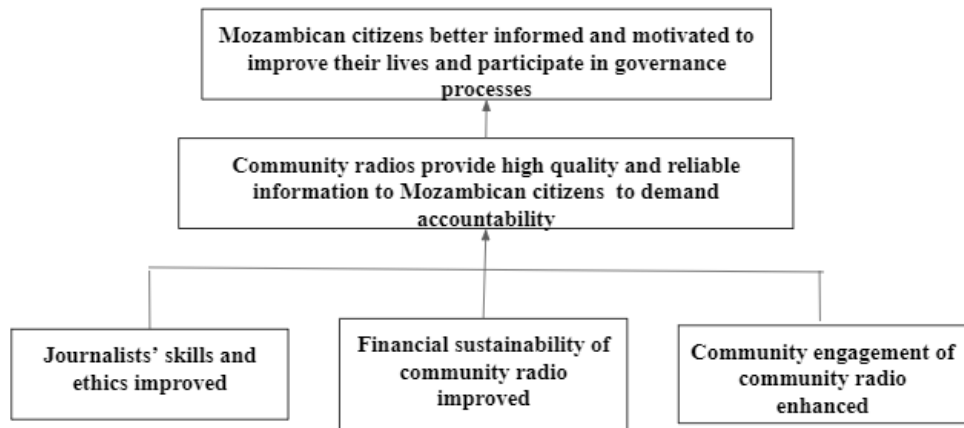 Mozambican citizens better informed and motivated to
improve their lives and participate in governance
processes
Community radios provide high quality and reliable
information to Mozambican citizens to demand
accountability
Journalists’ skills and
ethics improved
Financial sustainability of
community radio
improved
Community engagement of
community radio
enhanced